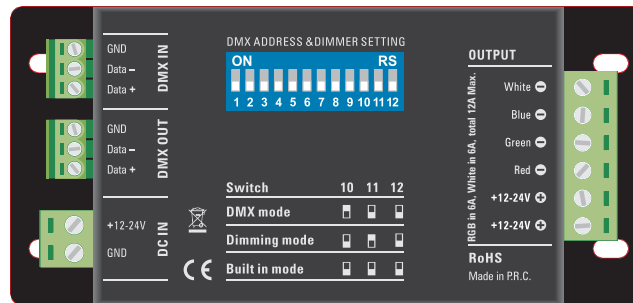 GND
Data –
Data +
DMX IN
GND
Data –
Data +
DMX OUT
+12-24V
GND
DC IN
DMX ADDRESS &DIMMER SETTING
ON RS
1 2 3 4 5 6 7 8 9 10 11 12
Switch 10 11 12
DMX mode
Dimming mode
Built in mode
CE
OUTPUT
RGB in 6A, White in 6A, total 12A Max.
White
Blue
Green
Red
+12-24V
+12-24V
RoHS
Made in P.R.C.